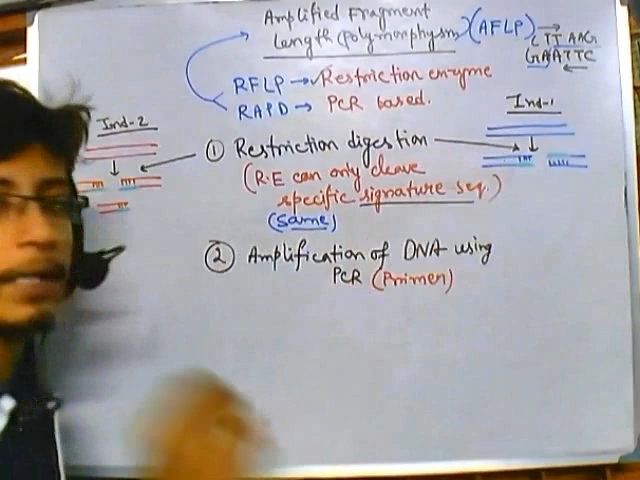 Amplified Fragment
Length (Polymorphysm) (AFLP)
CTTAAG
GAATTC
RFLP → Restriction enzyme
RAPD → PCR based.
Ind-2
Ind-1
① Restriction digestion
(R.E can only cleave
specific signature seq.)
(Same)
② Amplification of DNA using
PCR (Primer)